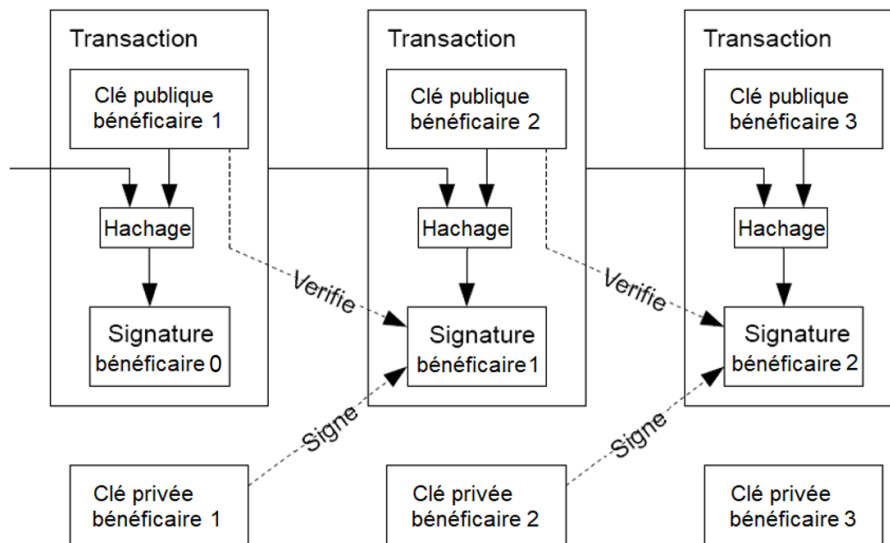 Transaction
Clé publique
bénéficaire 1
Hachage
Signature
bénéficaire 0
Verifie
Signe
Clé privée
bénéficaire 1
Transaction
Clé publique
bénéficaire 2
Hachage
Signature
bénéficaire 1
Verifie
Signe
Clé privée
bénéficaire 2
Transaction
Clé publique
bénéficaire 3
Hachage
Signature
bénéficaire 2
Clé privée
bénéficaire 3